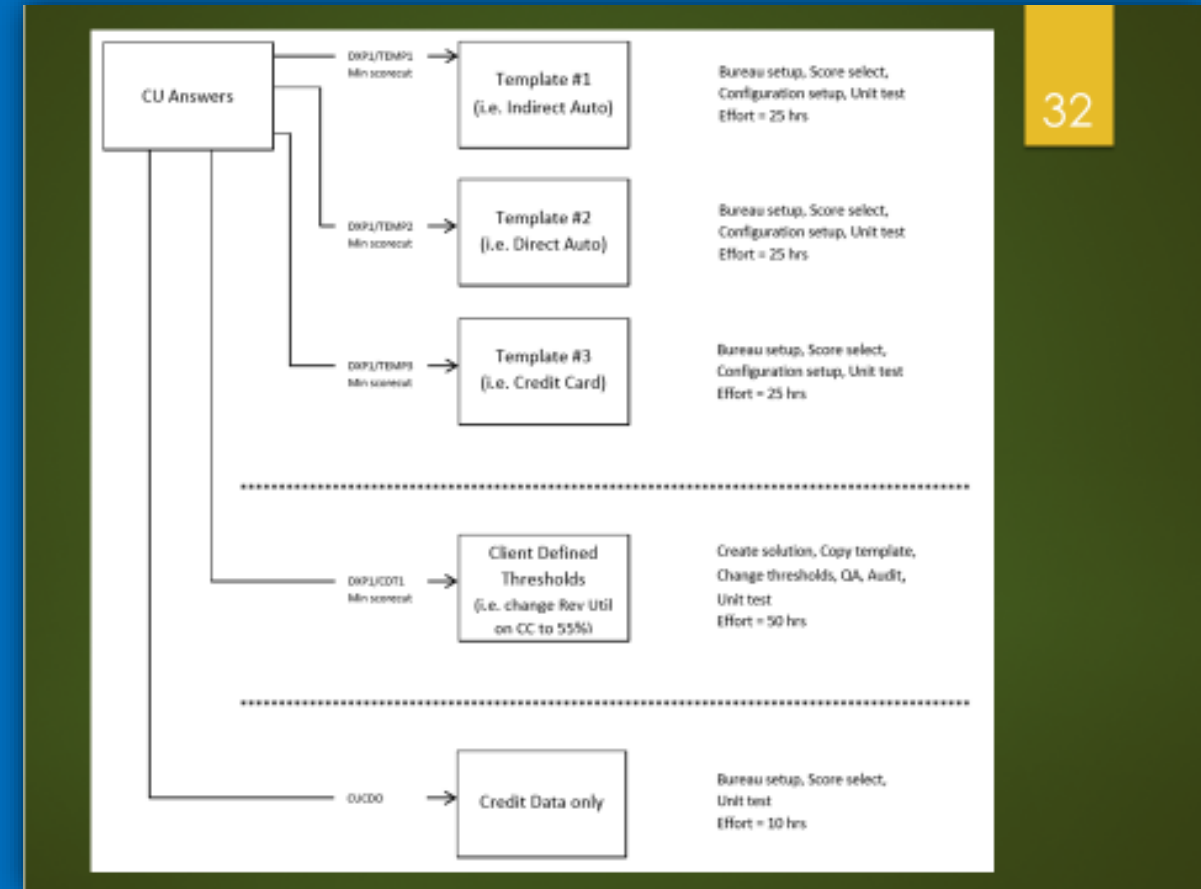 32
CU Answers
DXP1/TEMP1
Min scorecut
Template #1
(i.e. Indirect Auto)
Bureau setup, Score select,
Configuration setup, Unit test
Effort = 25 hrs
DXP1/TEMP2
Min scorecut
Template #2
(i.e. Direct Auto)
Bureau setup, Score select,
Configuration setup, Unit test
Effort = 25 hrs
DXP1/TEMP3
Min scorecut
Template #3
(i.e. Credit Card)
Bureau setup, Score select,
Configuration setup, Unit test
Effort = 25 hrs
DXP1/CDT1
Min scorecut
Client Defined
Thresholds
(i.e. change Rev Util
on CC to 55%)
Create solution, Copy template,
Change thresholds, QA, Audit,
Unit test
Effort = 50 hrs
CUCDO
Credit Data only
Bureau setup, Score select,
Unit test
Effort = 10 hrs